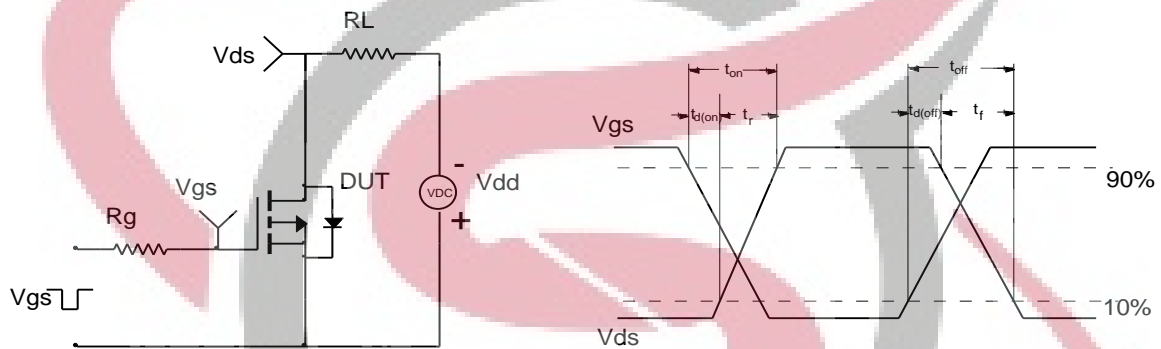 RL
Vds
DUT
Vgs
Rg
VDC
-
Vdd
+
Vgs
ton
toff
td(on)
tr
td(off)
tf
Vgs
90%
10%
Vds